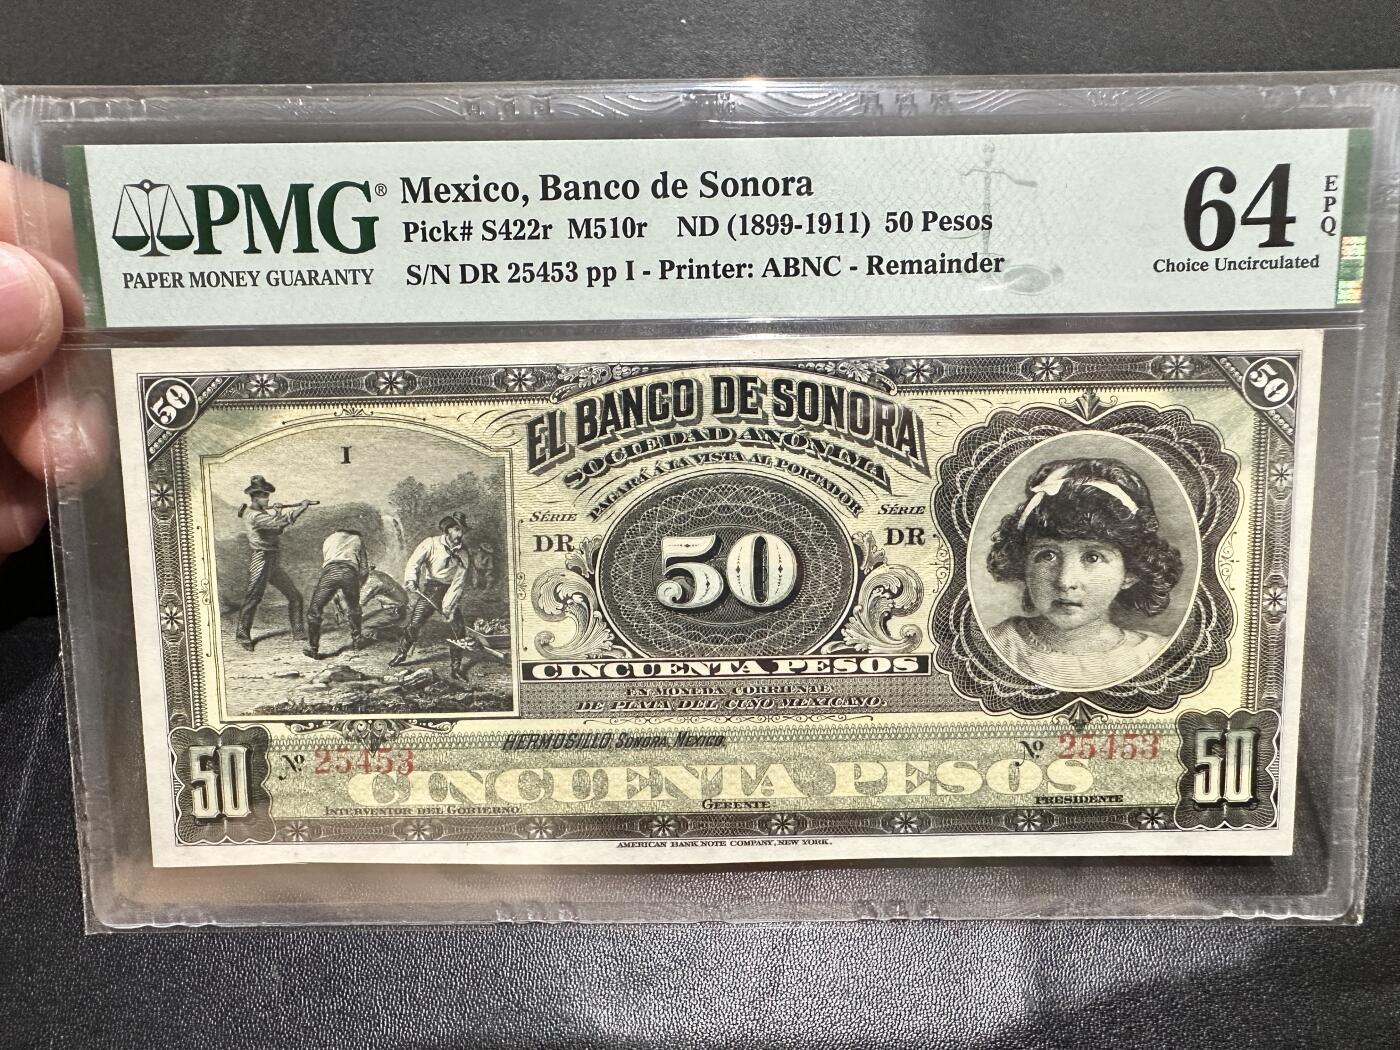 PMG®
PAPER MONEY GUARANTY
Mexico, Banco de Sonora
Pick# S422r M510r ND (1899-1911) 50 Pesos
S/N DR 25453 pp I - Printer: ABNC - Remainder
64
EPQ
Choice Uncirculated
50
50
EL BANCO DE SONORA
SOCIEDAD ANÓNIMA
PAGARÁ Á LA VISTA AL PORTADOR
I
SÉRIE
DR
SÉRIE
DR
50
CINCUENTA PESOS
EN MONEDA CORRIENTE
DE PLATA DEL CUÑO MEXICANO.
HERMOSILLO, SONORA, MEXICO,
50
Nº 25453
Nº 25453
50
CINCUENTA PESOS
INTERVENTOR DEL GOBIERNO.
GERENTE
PRESIDENTE
AMERICAN BANK NOTE COMPANY, NEW YORK.